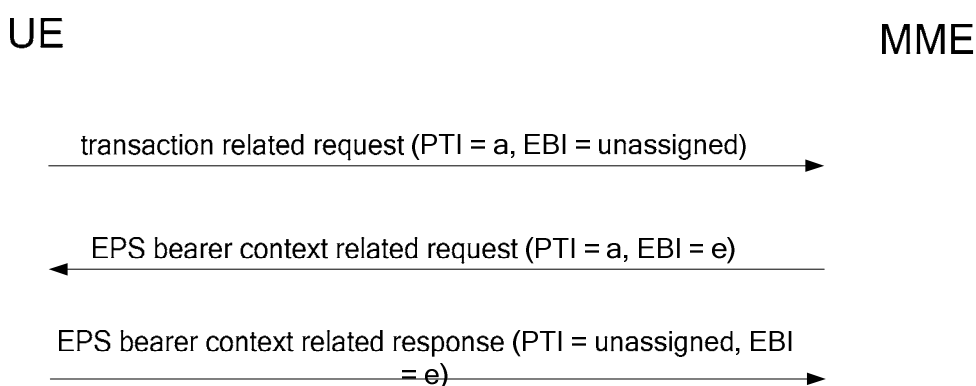 UE
MME
transaction related request (PTI = a, EBI = unassigned)
EPS bearer context related request (PTI = a, EBI = e)
EPS bearer context related response (PTI = unassigned, EBI
= e)